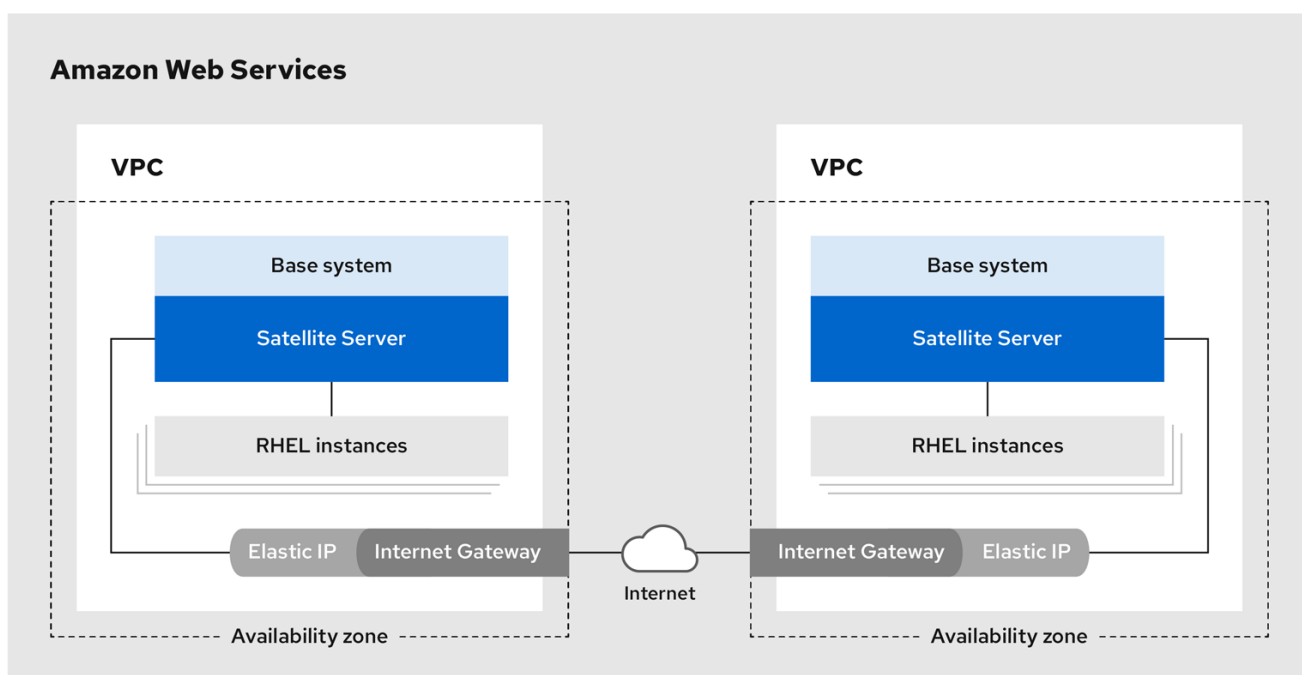 Amazon Web Services
VPC
Base system
Satellite Server
RHEL instances
Elastic IP
Internet Gateway
Availability zone
Internet
VPC
Base system
Satellite Server
RHEL instances
Internet Gateway
Elastic IP
Availability zone